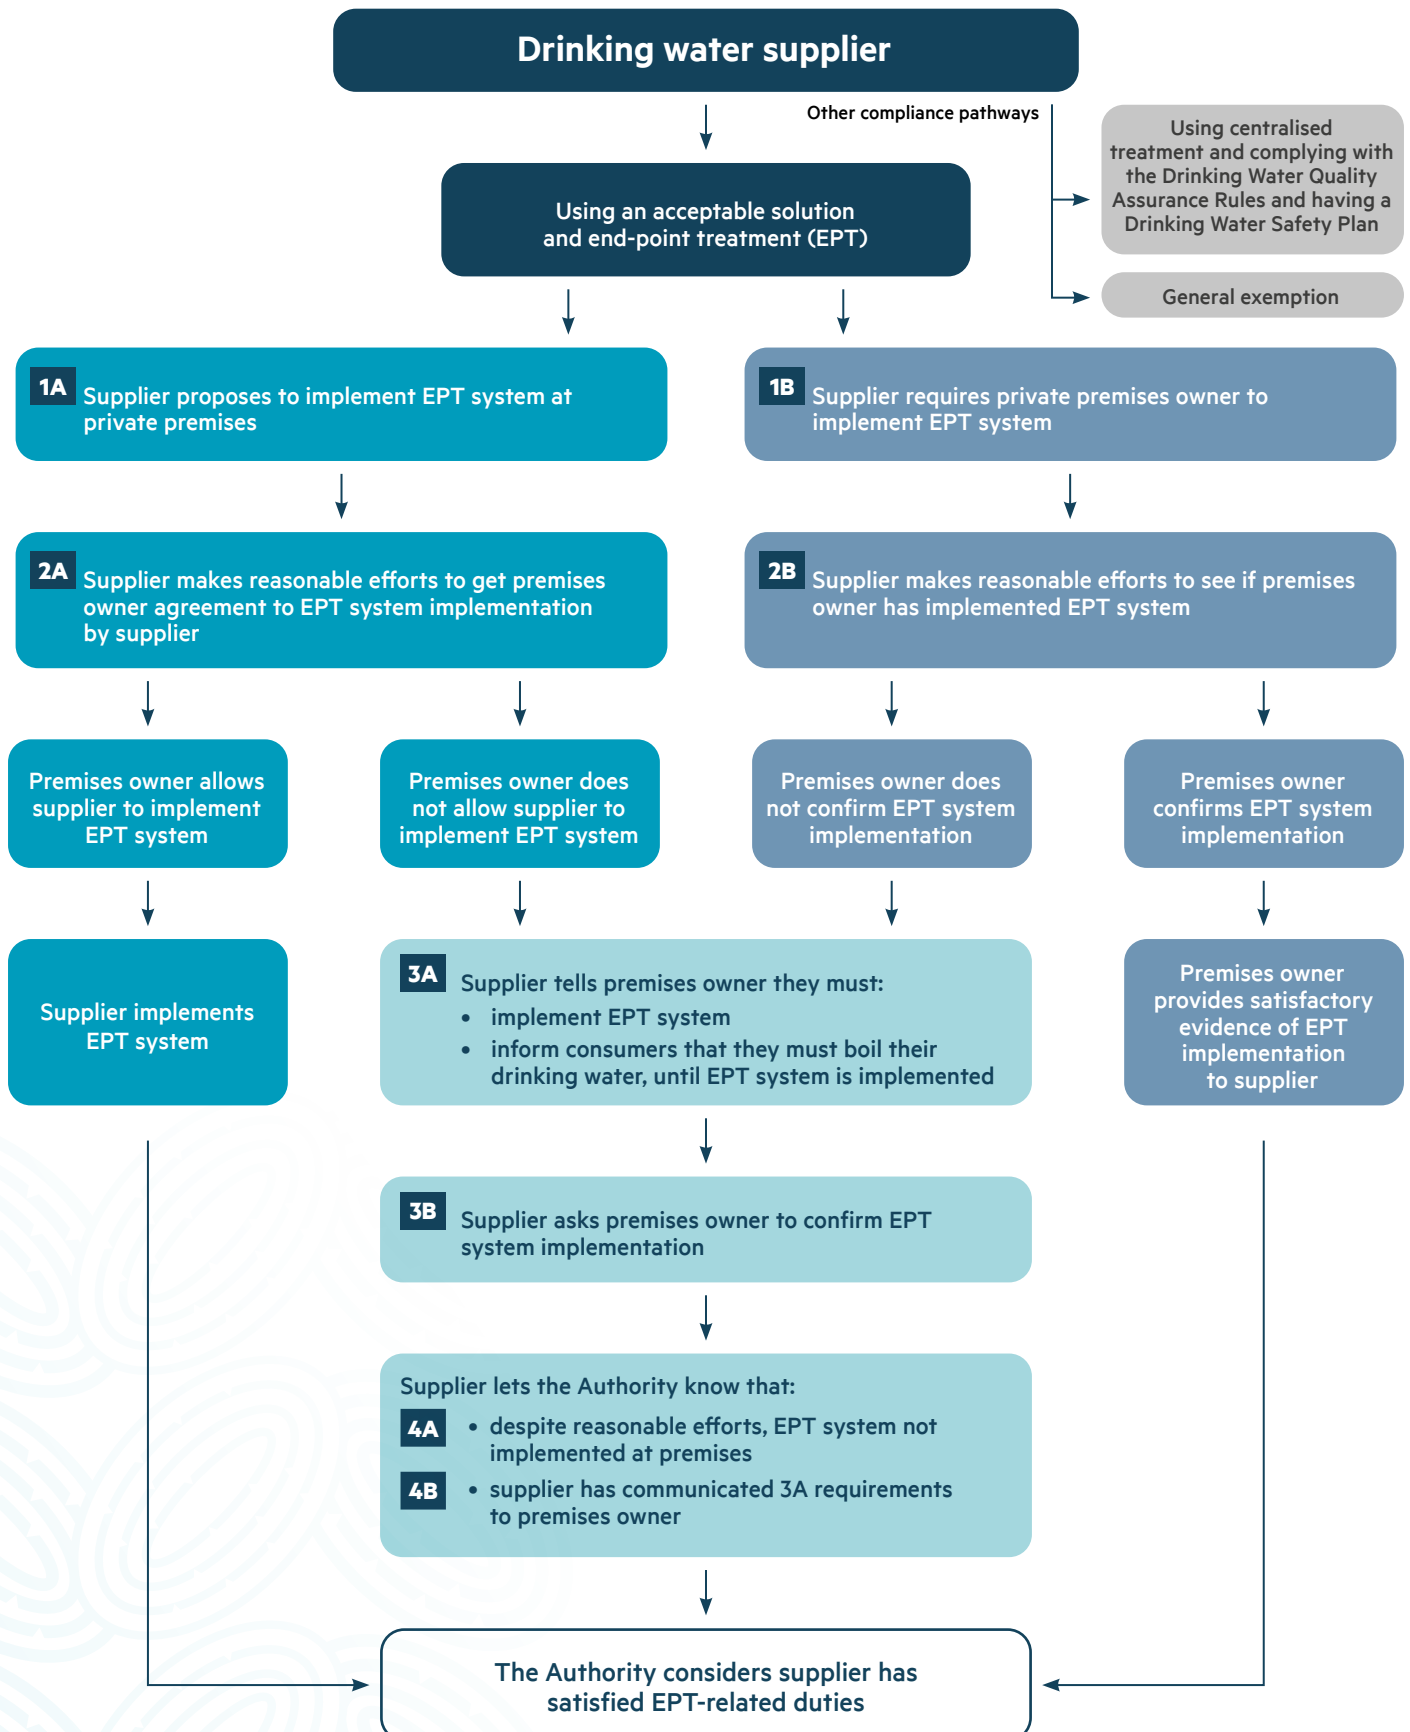 Drinking water supplier
Other compliance pathways
Using centralised
treatment and complying with
the Drinking Water Quality
Assurance Rules and having a
Drinking Water Safety Plan
General exemption
Using an acceptable solution
and end-point treatment (EPT)
1A
Supplier proposes to implement EPT system at
private premises
1B
Supplier requires private premises owner to
implement EPT system
2A
Supplier makes reasonable efforts to get premises
owner agreement to EPT system implementation
by supplier
2B
Supplier makes reasonable efforts to see if premises
owner has implemented EPT system
Premises owner allows
supplier to implement
EPT system
Premises owner does
not allow supplier to
implement EPT system
Premises owner does
not confirm EPT system
implementation
Premises owner
confirms EPT system
implementation
Supplier implements
EPT system
3A
Supplier tells premises owner they must:
• implement EPT system
• inform consumers that they must boil their
drinking water, until EPT system is implemented
Premises owner
provides satisfactory
evidence of EPT
implementation
to supplier
3B
Supplier asks premises owner to confirm EPT
system implementation
Supplier lets the Authority know that:
4A • despite reasonable efforts, EPT system not
implemented at premises
4B • supplier has communicated 3A requirements
to premises owner
The Authority considers supplier has
satisfied EPT-related duties